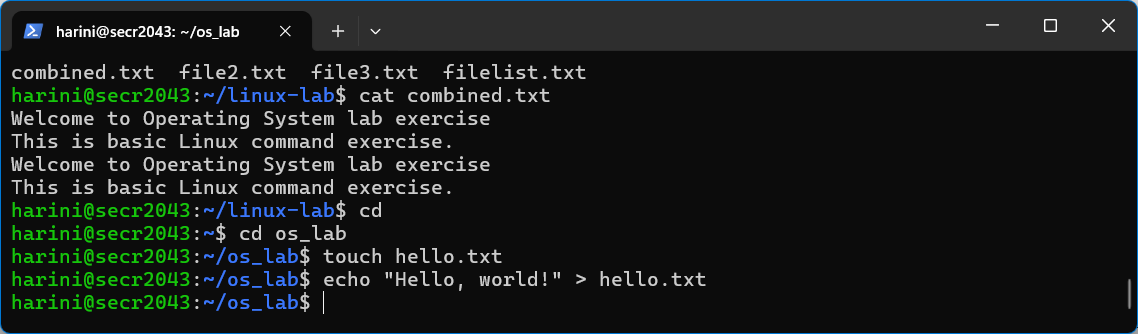 harini@secr2043: ~/os_lab
combined.txt  file2.txt  file3.txt  filelist.txt
harini@secr2043:~/linux-lab$ cat combined.txt
Welcome to Operating System lab exercise
This is basic Linux command exercise.
Welcome to Operating System lab exercise
This is basic Linux command exercise.
harini@secr2043:~/linux-lab$ cd
harini@secr2043:~$ cd os_lab
harini@secr2043:~/os_lab$ touch hello.txt
harini@secr2043:~/os_lab$ echo "Hello, world!" > hello.txt
harini@secr2043:~/os_lab$